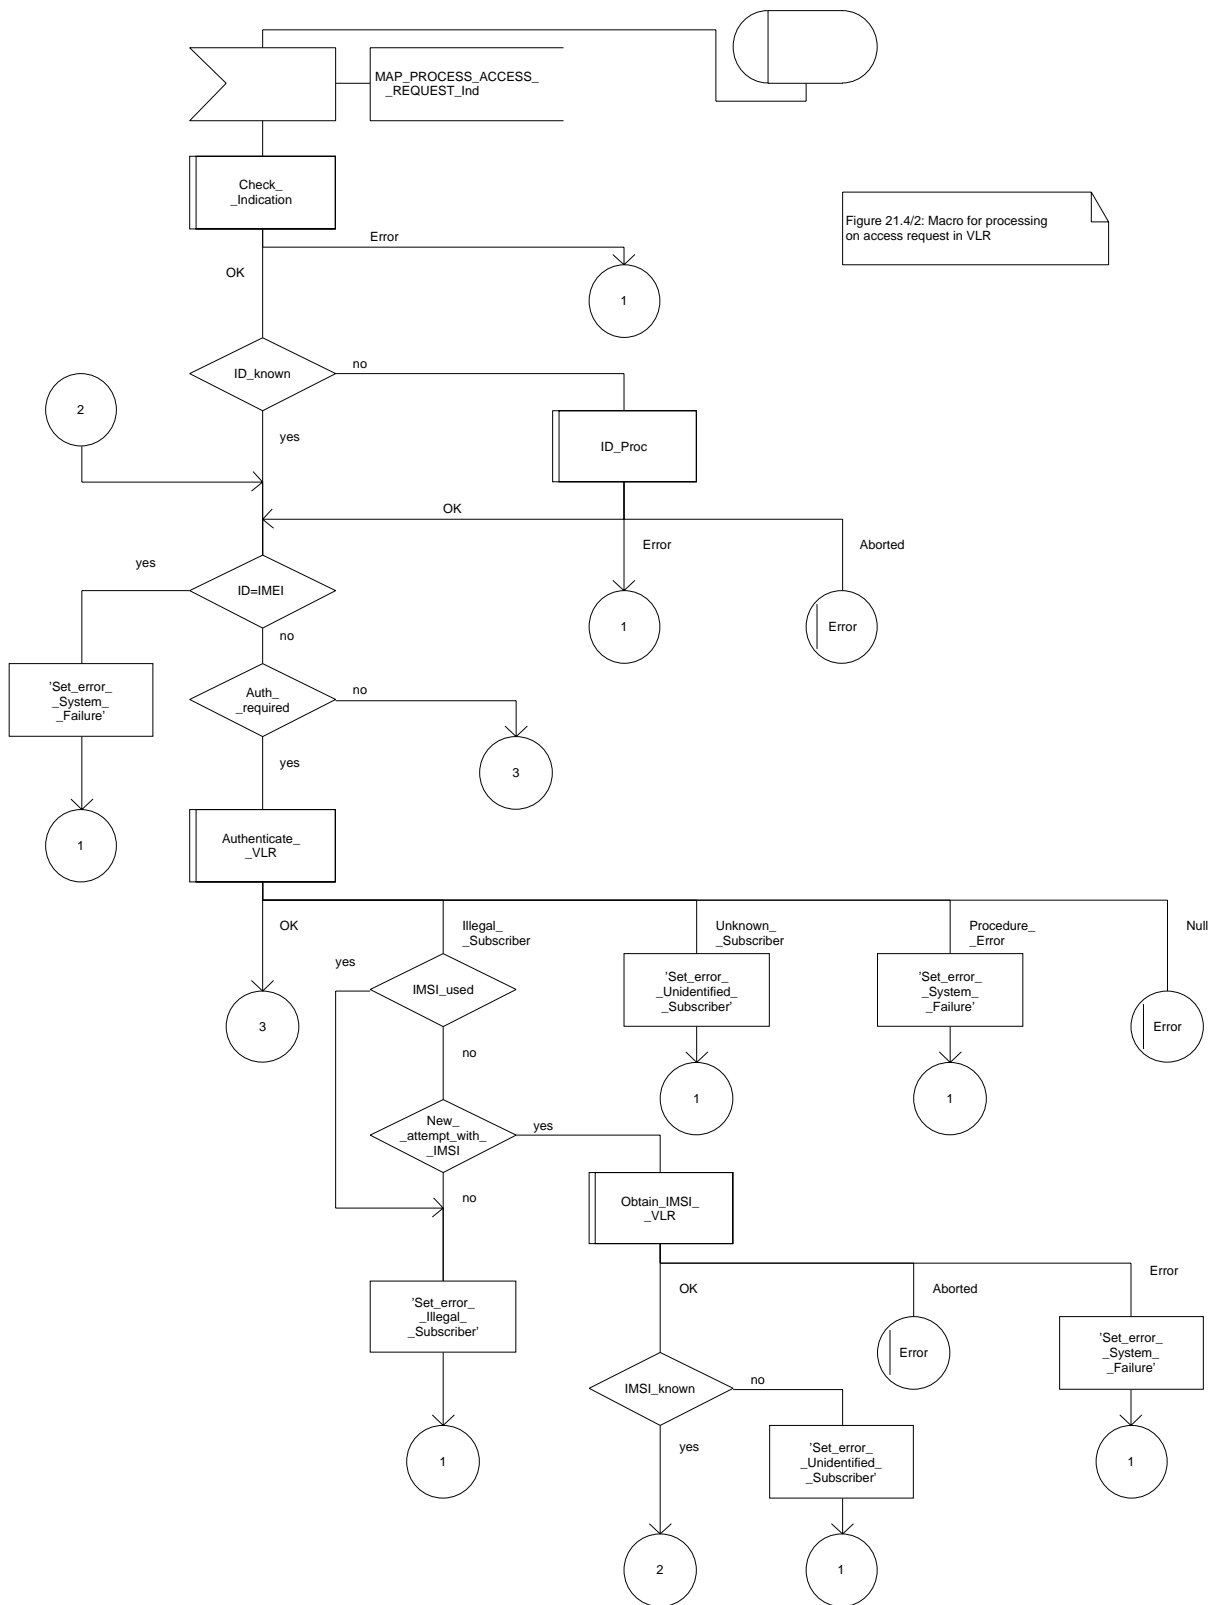 MAP_PROCESS_ACCESS_
_REQUEST_Ind
Check_
_Indication
Figure 21.4/2: Macro for processing
on access request in VLR
Error
OK
1
ID_known
no
2
yes
ID_Proc
OK
Error
Aborted
yes
ID=IMEI
1
Error
no
'Set_error_
_System_
_Failure'
Auth_
_required
no
3
yes
1
Authenticate_
_VLR
OK
Illegal_
_Subscriber
Unknown_
_Subscriber
Procedure_
_Error
Null
yes
IMSI_used
'Set_error_
_Unidentified_
_Subscriber'
'Set_error_
_System_
_Failure'
3
Error
no
1
1
New_
_attempt_with_
_IMSI
yes
no
Obtain_IMSI_
_VLR
OK
Aborted
Error
'Set_error_
_Illegal_
_Subscriber'
Error
'Set_error_
_System_
_Failure'
IMSI_known
no
yes
1
'Set_error_
_Unidentified_
_Subscriber'
1
2
1